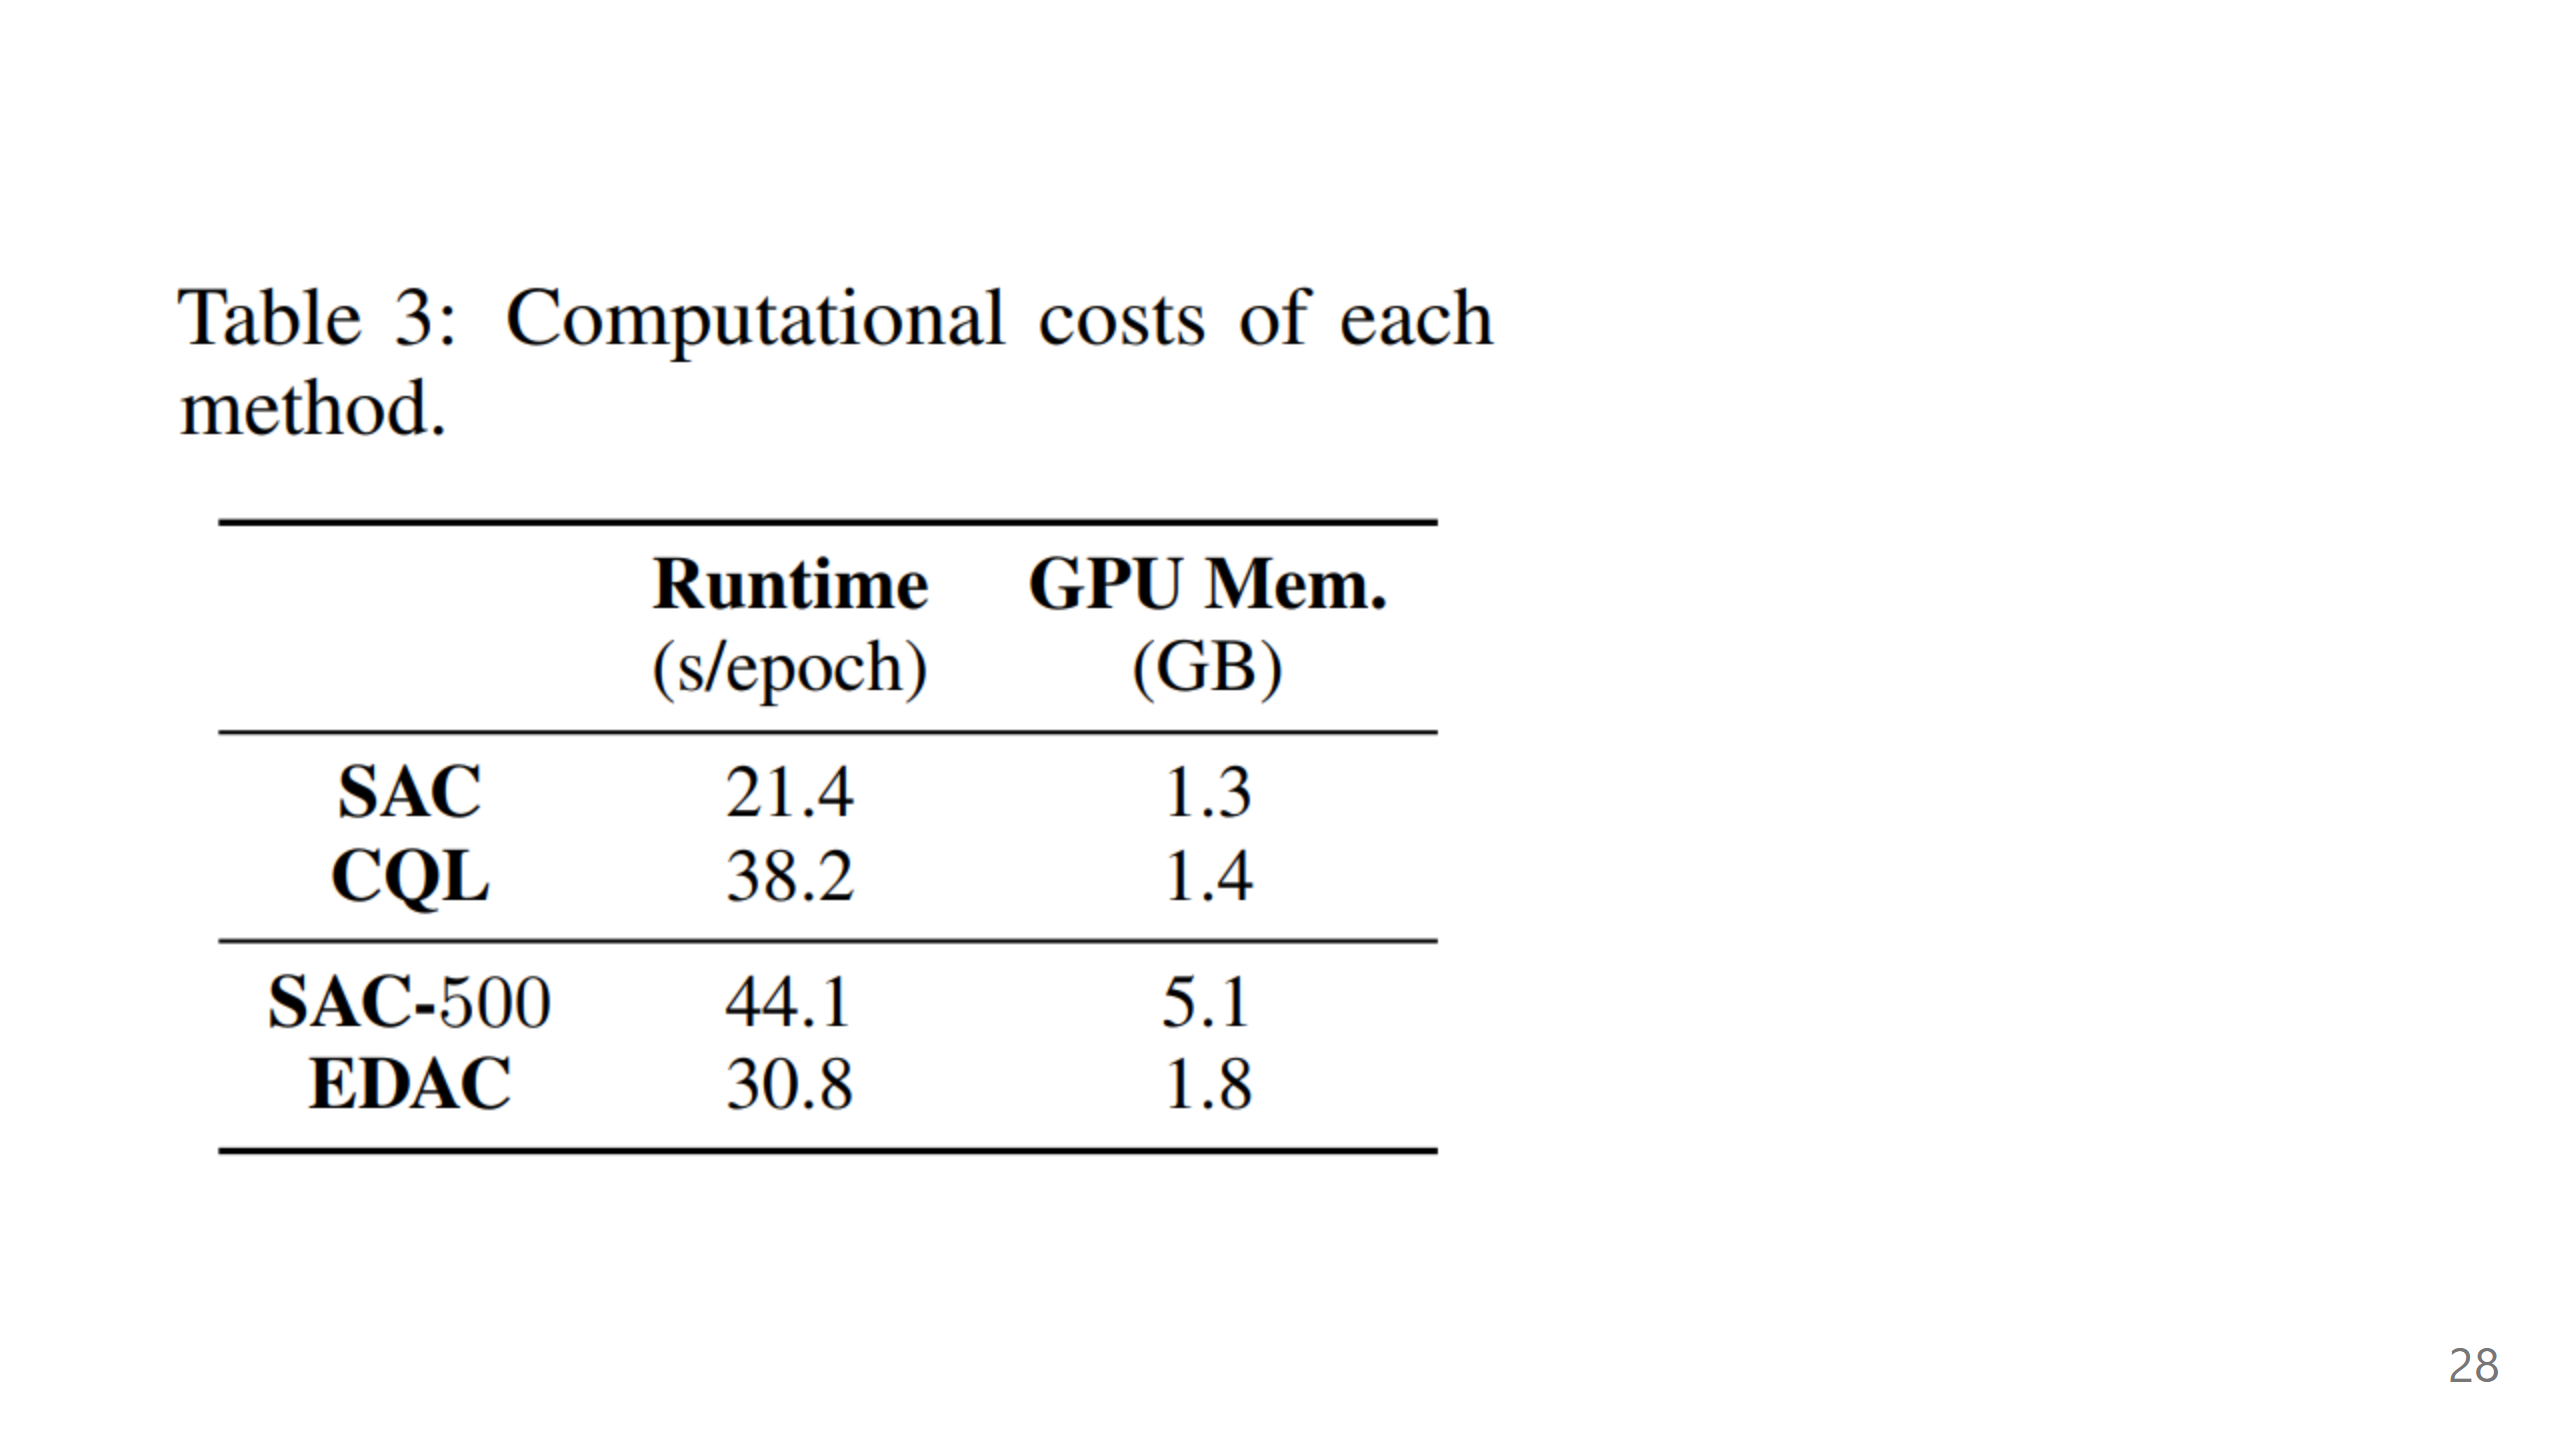 Table 3: Computational costs of each
method.
Runtime GPU Mem.
(s/epoch) (GB)
SAC 21.4 1.3
CQL 38.2 1.4
SAC-500 44.1 5.1
EDAC 30.8 1.8
28